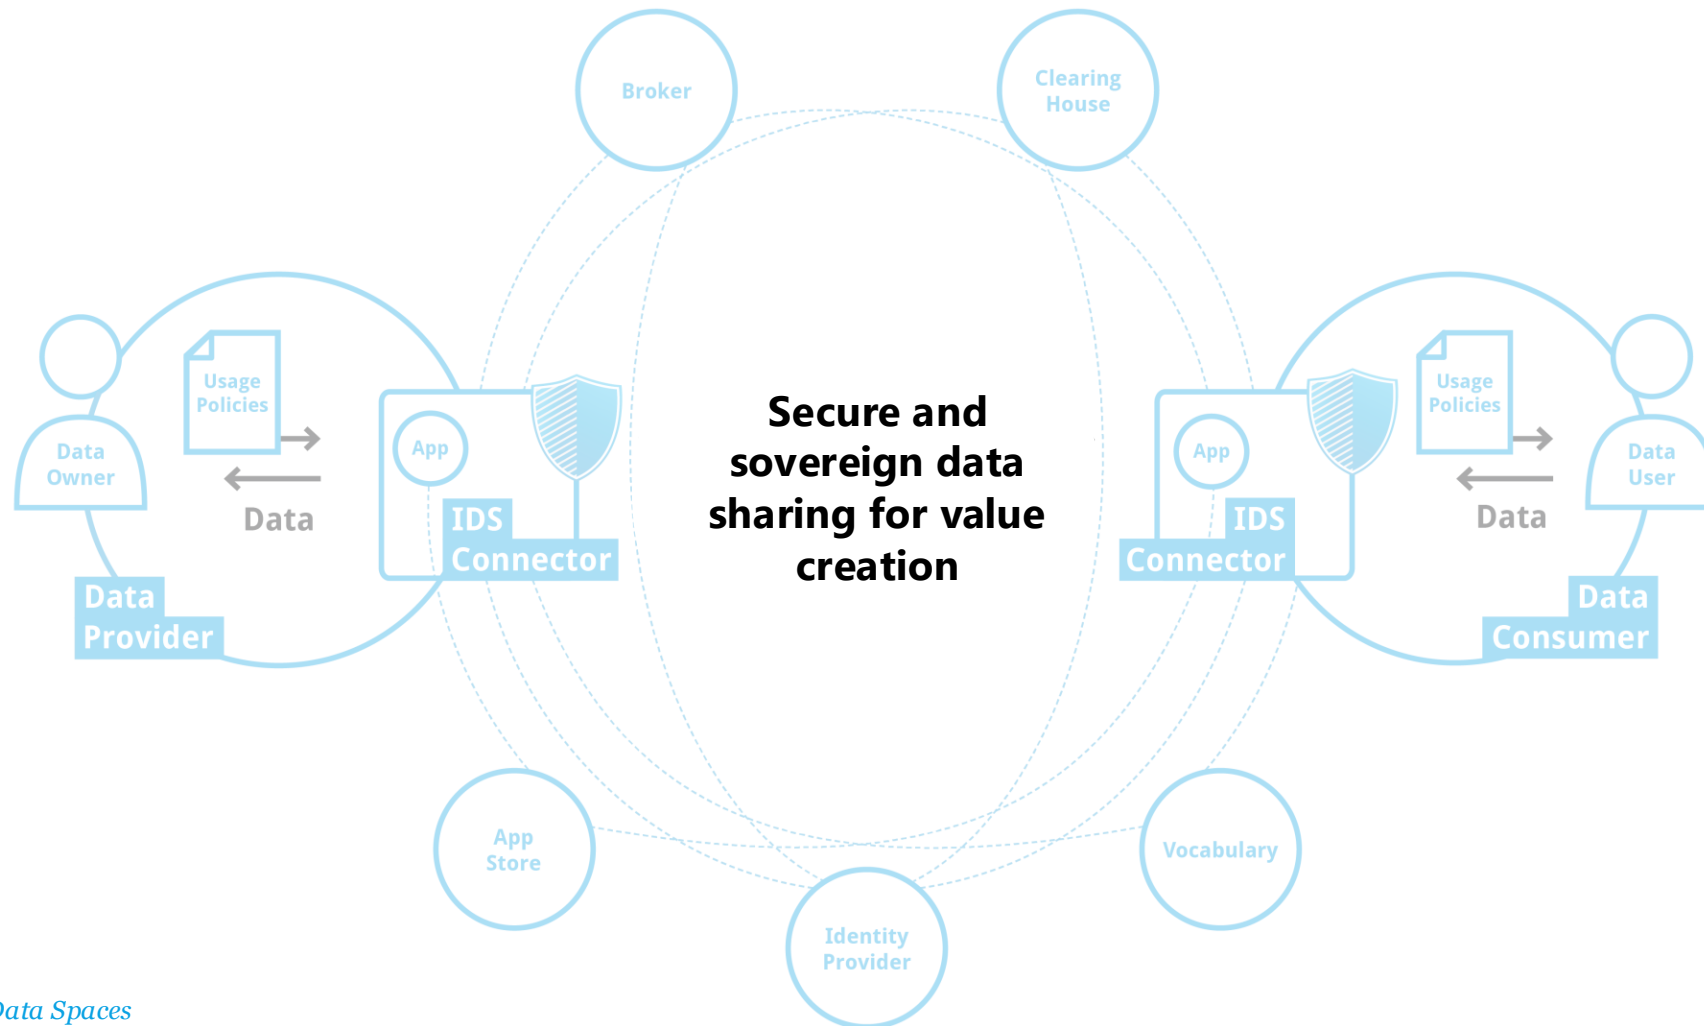 Broker
Clearing
House
Usage
Policies
Data
Owner
Data
App
IDS
Connector
Data
Provider
Secure and
sovereign data
sharing for value
creation
App
IDS
Connector
Usage
Policies
Data
User
Data
Data
Consumer
App
Store
Vocabulary
Identity
Provider
Data Spaces